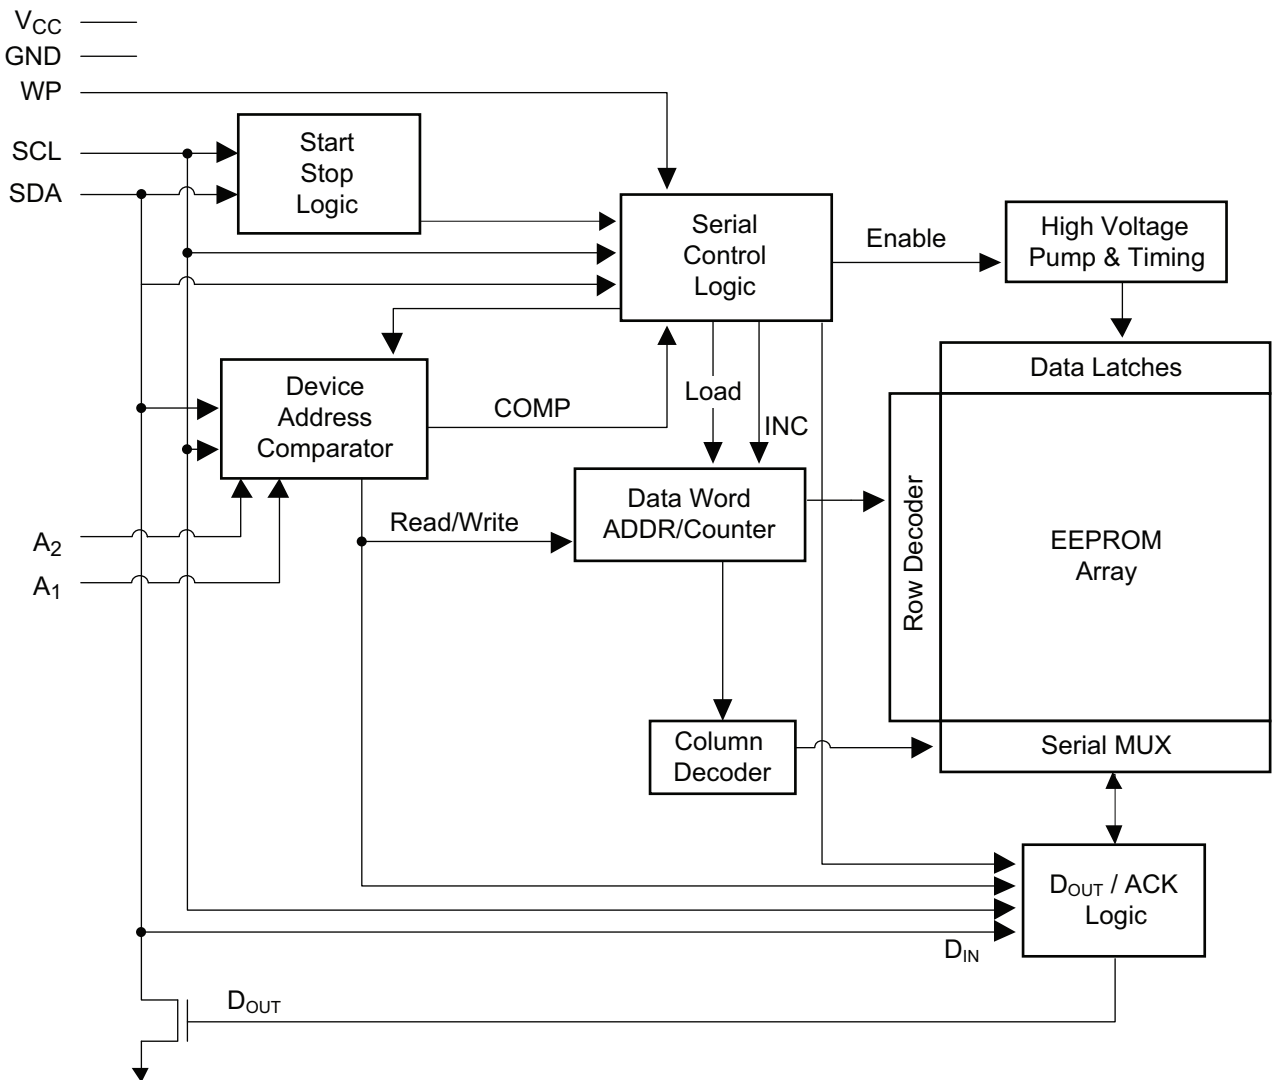 VCC
GND
WP
SCL
SDA
Start
Stop
Logic
Serial
Control
Logic
Enable
High Voltage
Pump & Timing
Data Latches
Device
Address
Comparator
COMP
Load
INC
A2
A1
Read/Write
Data Word
ADDR/Counter
Row Decoder
EEPROM
Array
Column
Decoder
Serial MUX
DOUT / ACK
Logic
DIN
DOUT